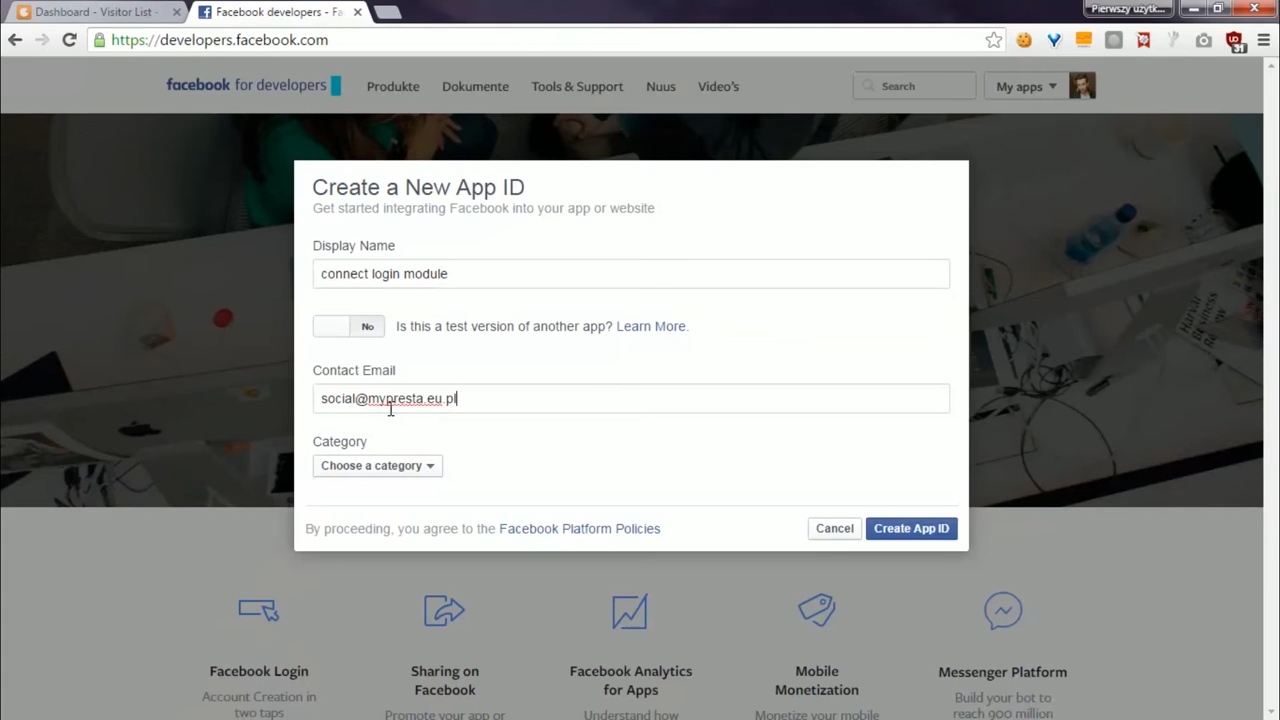 Dashboard - Visitor List -
Facebook developers - Fa
Pierwszy użytk...
https://developers.facebook.com
31
facebook for developers
Produkte
Dokumente
Tools & Support
Nuus
Video's
Search
My apps
Create a New App ID
Get started integrating Facebook into your app or website
Display Name
connect login module
No
Is this a test version of another app? Learn More.
Contact Email
social@mypresta.eu.pl
Category
Choose a category
By proceeding, you agree to the Facebook Platform Policies
Cancel
Create App ID
Facebook Login
Account Creation in
two taps
Sharing on
Facebook
Promote your app or
Facebook Analytics
for Apps
Understand how
Mobile
Monetization
Monetize your mobile
Messenger Platform
Build your bot to
reach 900 million